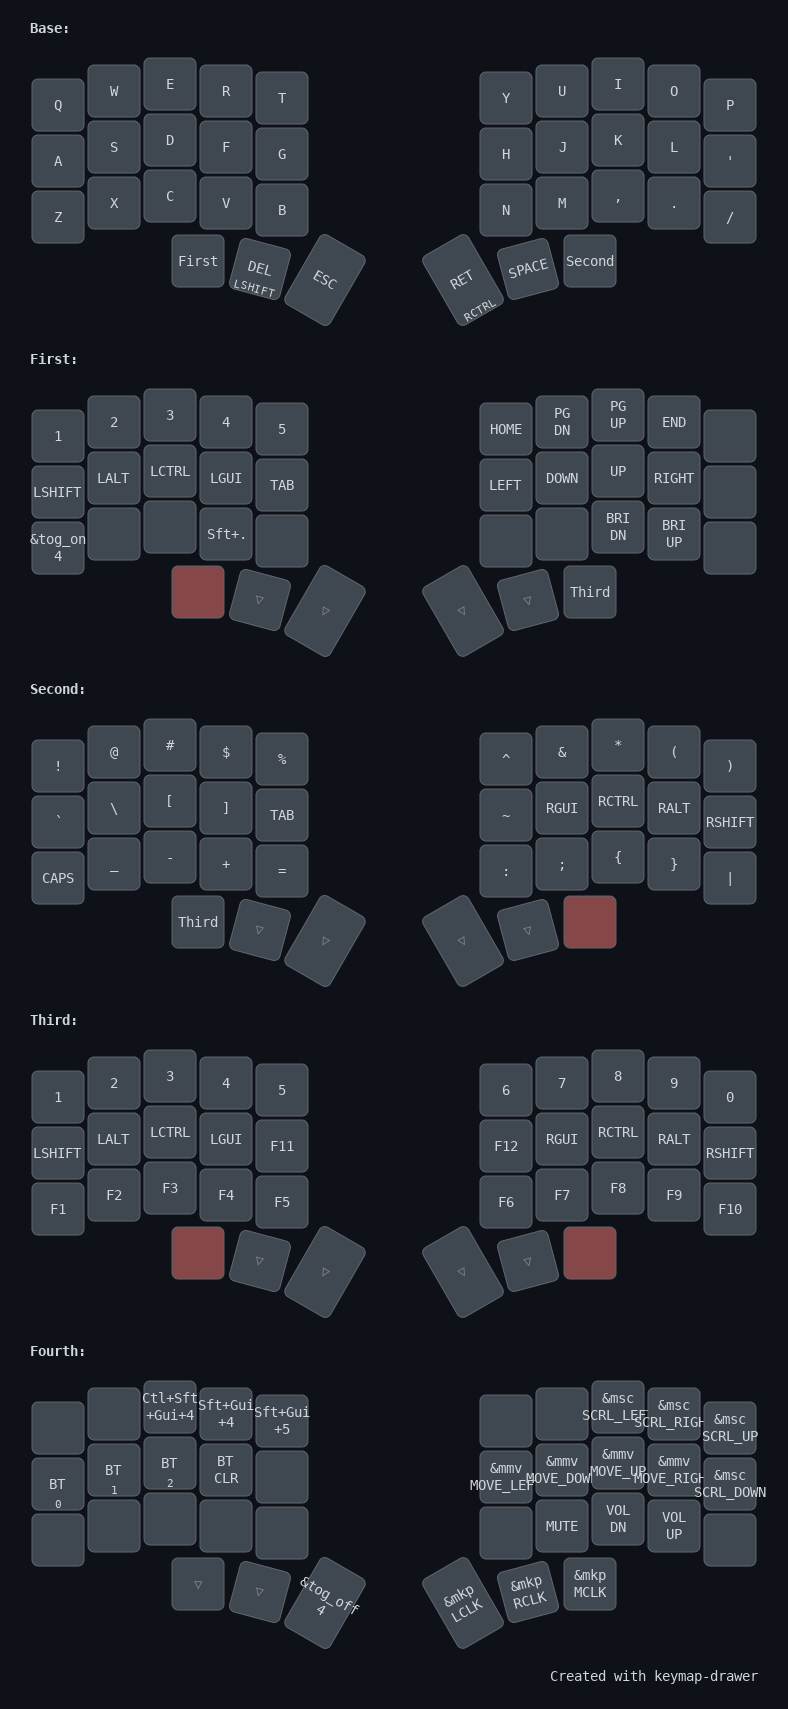 Base:
Q W E R T Y U I O P
A S D F G H J K L '
Z X C V B N M , . /
First DEL LSHIFT ESC RET RCTRL SPACE Second
First:
1 2 3 4 5 HOME PG DN PG UP END
LSHIFT LALT LCTRL LGUI TAB LEFT DOWN UP RIGHT
&tog_on 4 Sft+. BRI DN BRI UP
▽ ▷ ◁ ▽ Third
Second:
! @ # $ % ^ & * ( )
` \ [ ] TAB ~ RGUI RCTRL RALT RSHIFT
CAPS _ - + = : ; { } |
Third ▽ ▷ ◁ ▽
Third:
1 2 3 4 5 6 7 8 9 0
LSHIFT LALT LCTRL LGUI F11 F12 RGUI RCTRL RALT RSHIFT
F1 F2 F3 F4 F5 F6 F7 F8 F9 F10
▽ ▷ ◁ ▽
Fourth:
Ctl+Sft +Gui+4 Sft+Gui +4 Sft+Gui +5 &msc SCRL_LEF &msc SCRL_RIGH &msc SCRL_UP
BT 0 BT 1 BT 2 BT CLR &mmv MOVE_LEF &mmv MOVE_DOW &mmv MOVE_UP &mmv MOVE_RIGH &msc SCRL_DOWN
MUTE VOL DN VOL UP
▽ ▽ &tog_off 4 &mkp LCLK &mkp RCLK &mkp MCLK
Created with keymap-drawer